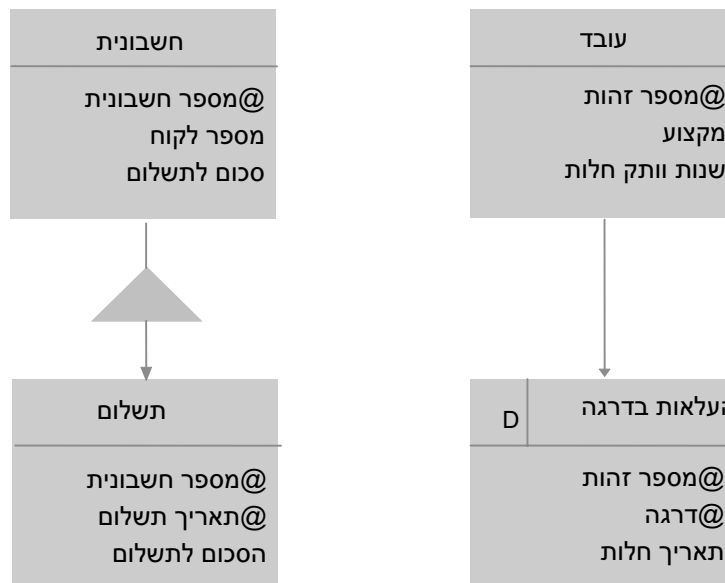 עובד
@מספר זהות
מקצוע
שנות וותק חלות
חשבונית
@מספר חשבונית
מספר לקוח
סכום לתשלום
העלאות בדרגה
D
@מספר זהות
@דרגה
תאריך חלות
תשלום
@מספר חשבונית
@תאריך תשלום
הסכום לתשלום